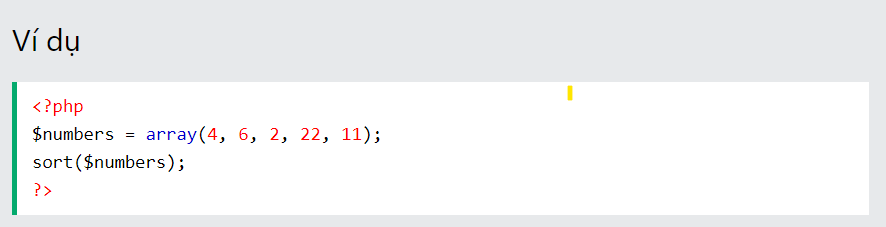 Ví dụ
<?php
$numbers = array(4, 6, 2, 22, 11);
sort($numbers);
?>